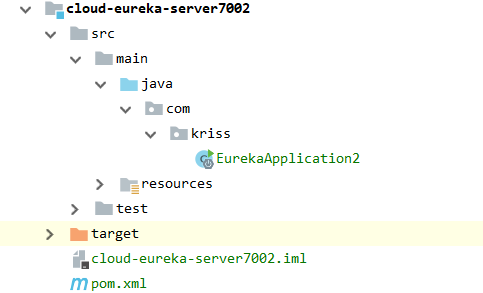 cloud-eureka-server7002
src
main
java
com
kriss
EurekaApplication2
resources
test
target
cloud-eureka-server7002.iml
pom.xml